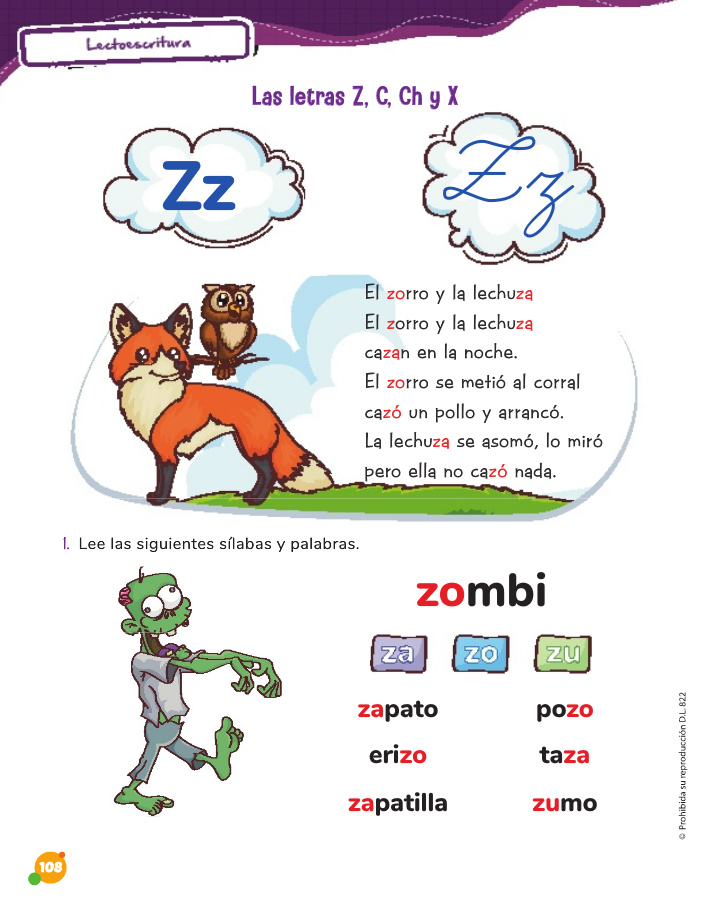 Lectoescritura
Las letras Z, C, Ch y X
Zz
Zz
El zorro y la lechuza
El zorro y la lechuza
cazan en la noche.
El zorro se metió al corral
cazó un pollo y arrancó.
La lechuza se asomó, lo miró
pero ella no cazó nada.
1. Lee las siguientes sílabas y palabras.
zombi
za zo zu
zapato pozo
erizo taza
zapatilla zumo
© Prohibida su reproducción D.L. 822
108